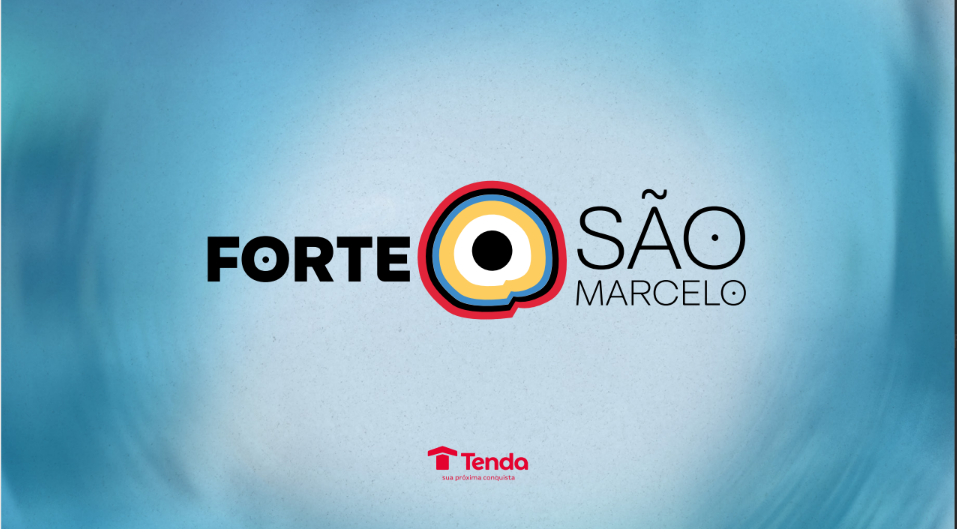 FORTE
SÃO
MARCELO
Tenda
sua próxima conquista